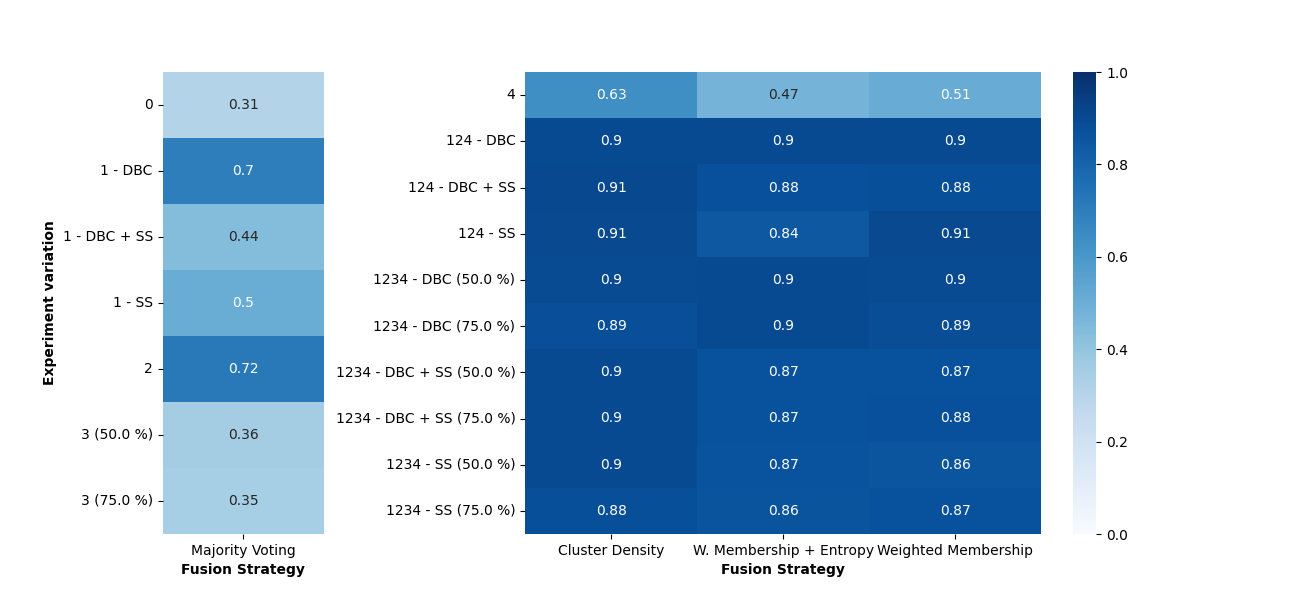 Experiment variation
0 0.31
1 - DBC 0.7
1 - DBC + SS 0.44
1 - SS 0.5
2 0.72
3 (50.0 %) 0.36
3 (75.0 %) 0.35
Majority Voting
Fusion Strategy
4 0.63 0.47 0.51
124 - DBC 0.9 0.9 0.9
124 - DBC + SS 0.91 0.88 0.88
124 - SS 0.91 0.84 0.91
1234 - DBC (50.0 %) 0.9 0.9 0.9
1234 - DBC (75.0 %) 0.89 0.9 0.89
1234 - DBC + SS (50.0 %) 0.9 0.87 0.87
1234 - DBC + SS (75.0 %) 0.9 0.87 0.88
1234 - SS (50.0 %) 0.9 0.87 0.86
1234 - SS (75.0 %) 0.88 0.86 0.87
Cluster Density W. Membership + Entropy Weighted Membership
Fusion Strategy
1.0
0.8
0.6
0.4
0.2
0.0